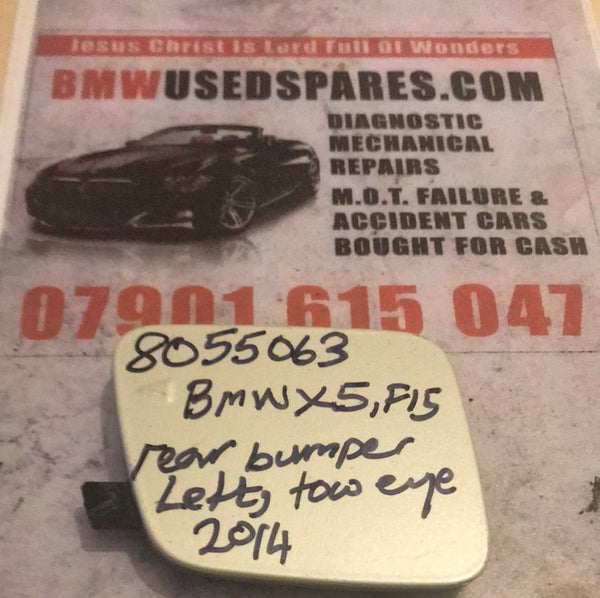 Jesus Christ is Lord Full Of Wonders
BMWUSEDSPARES.COM
DIAGNOSTIC
MECHANICAL
REPAIRS
M.O.T. FAILURE &
ACCIDENT CARS
BOUGHT FOR CASH
07901 615 047
8055063
BMW X5, F15
rear bumper
Left, tow eye
2014